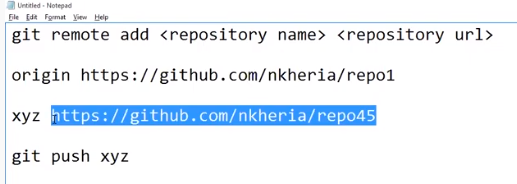 Untitled - Notepad
File Edit Format View Help
git remote add <repository name> <repository url>
origin https://github.com/nkheria/repo1
xyz https://github.com/nkheria/repo45
git push xyz